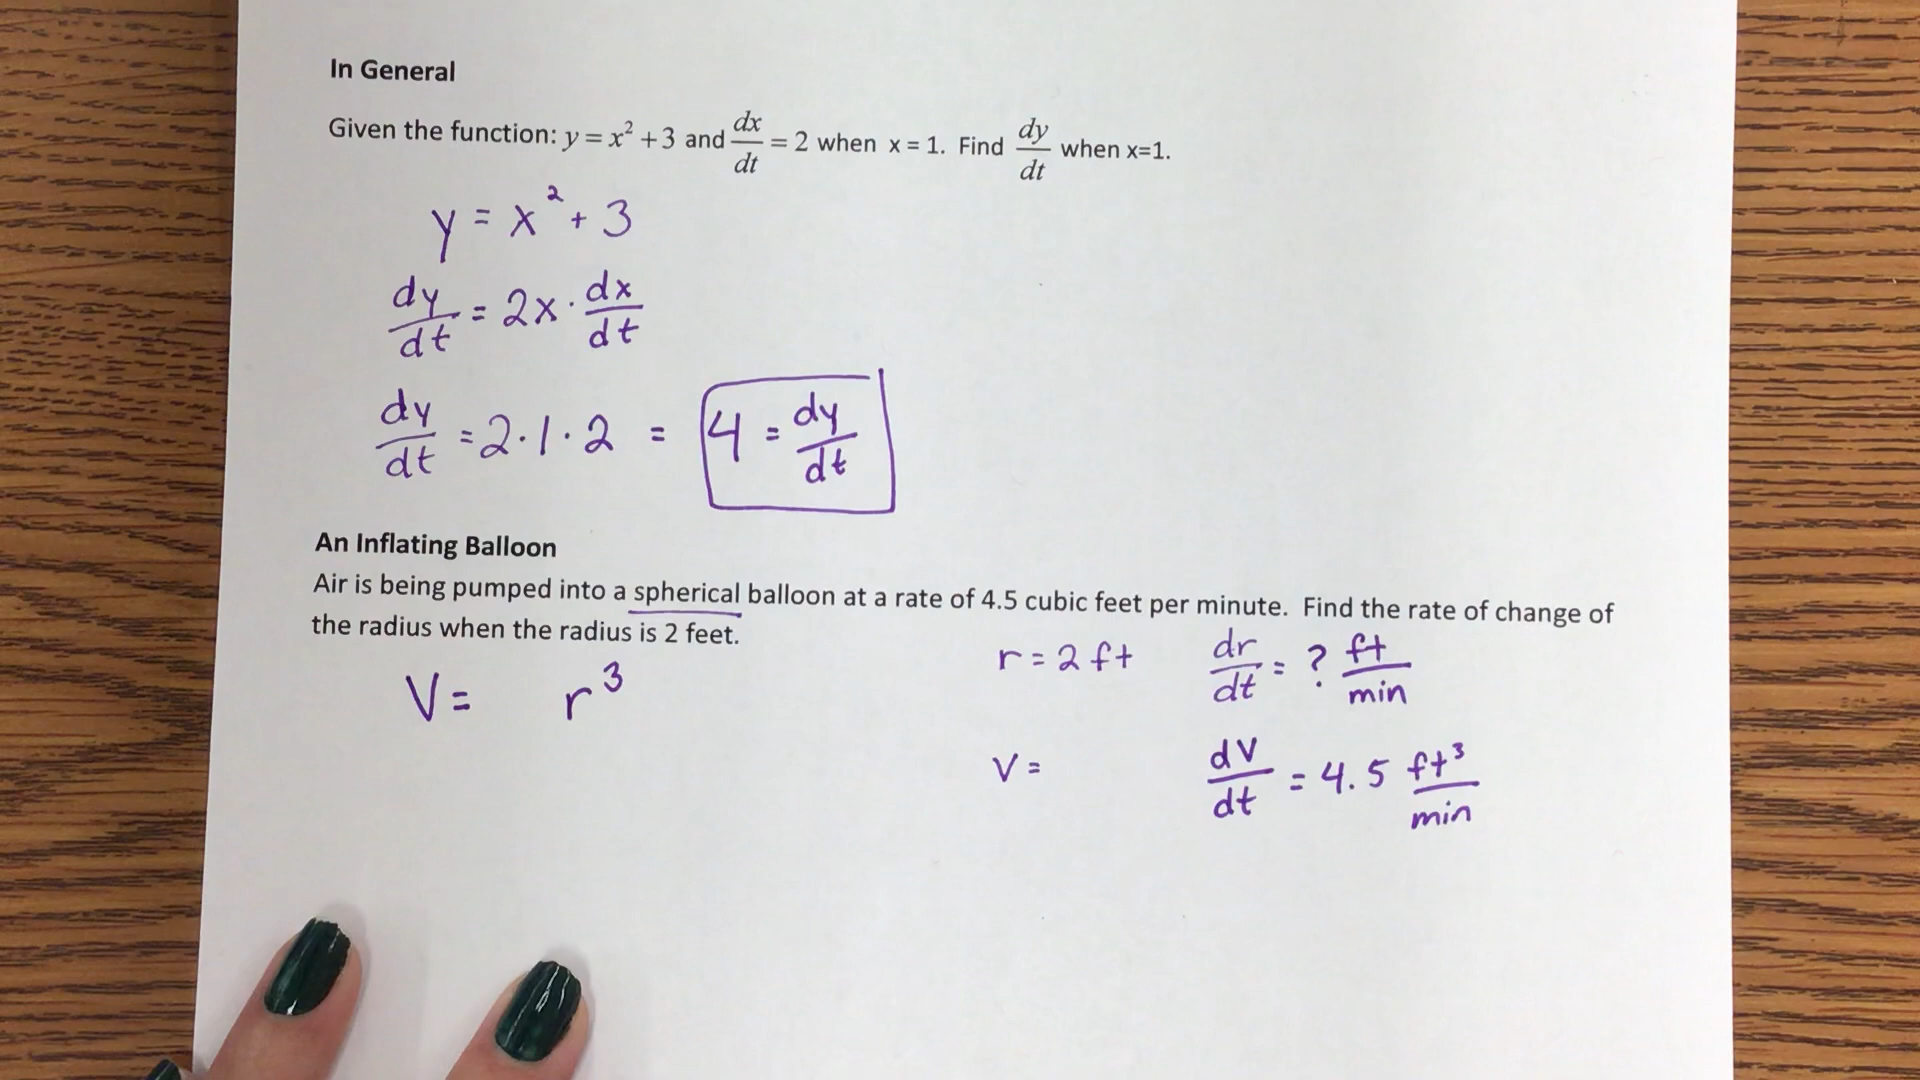 In General
Given the function: y = x² + 3 and dx/dt = 2 when x = 1. Find dy/dt when x=1.
y = x² + 3
dy/dt = 2x · dx/dt
dy/dt = 2 · 1 · 2 = 4 = dy/dt
An Inflating Balloon
Air is being pumped into a spherical balloon at a rate of 4.5 cubic feet per minute. Find the rate of change of
the radius when the radius is 2 feet.
r = 2 ft dr/dt = ? ft/min
V = r³
V = dV/dt = 4.5 ft³/min